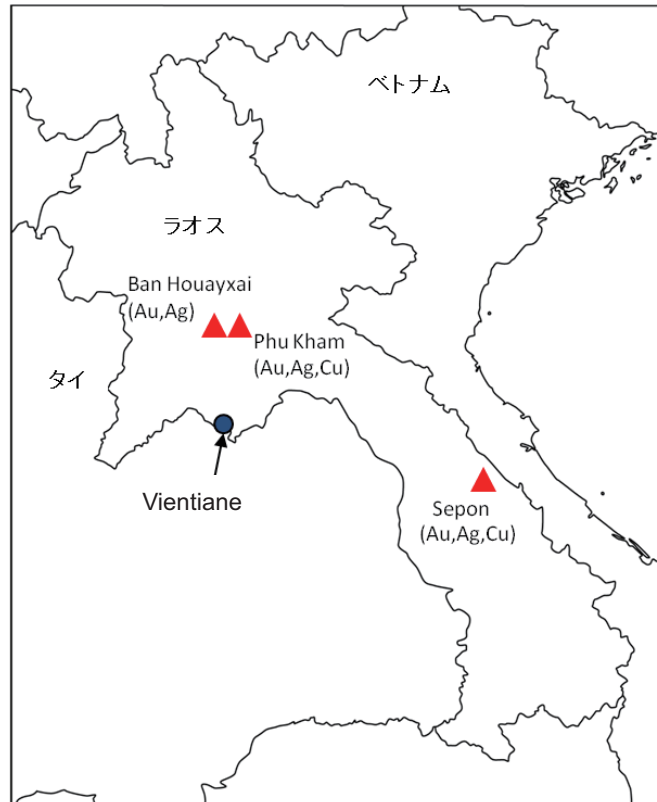 ベトナム
ラオス
Ban Houayxai
(Au,Ag)
Phu Kham
(Au,Ag,Cu)
タイ
Vientiane
Sepon
(Au,Ag,Cu)